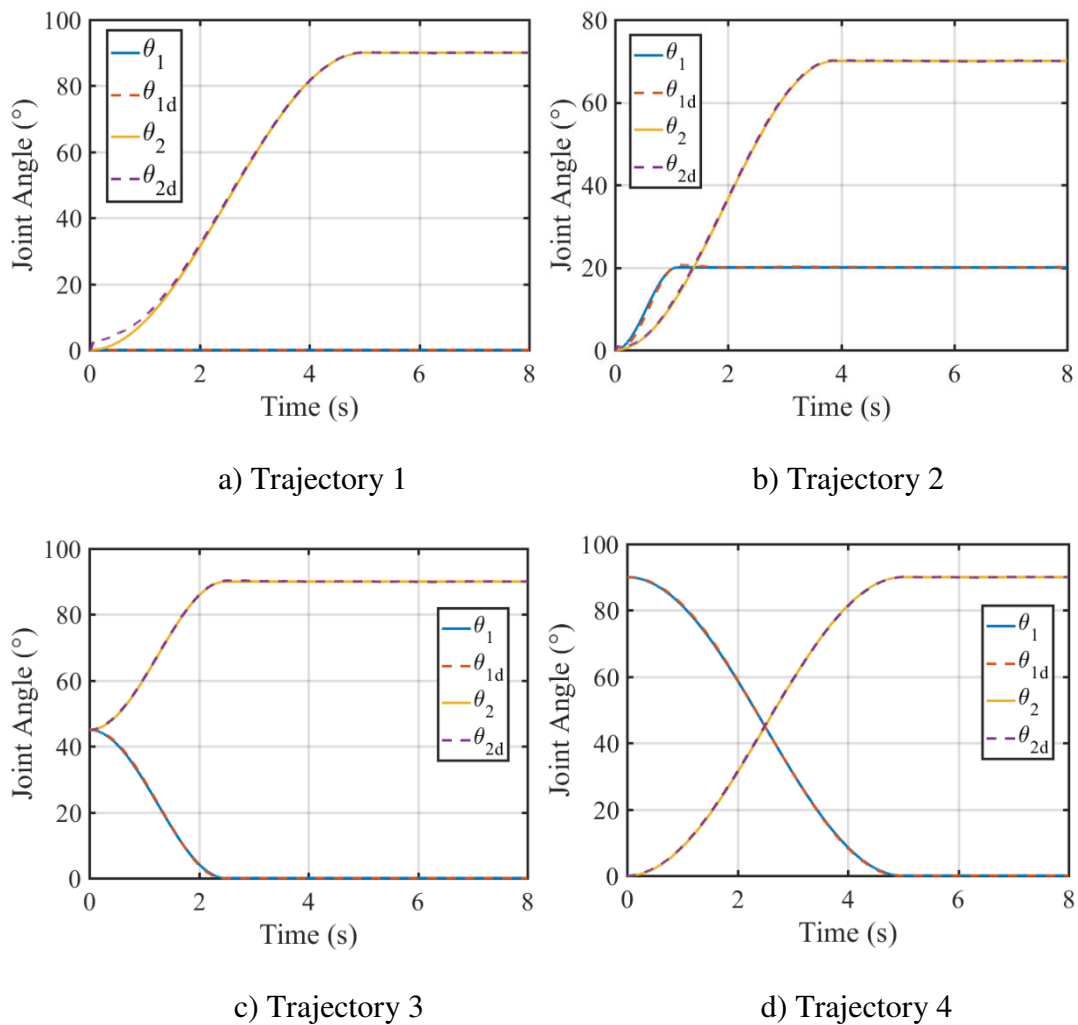 100
80
60
40
20
0
Joint Angle (°)
θ1
θ1d
θ2
θ2d
0 2 4 6 8
Time (s)
a) Trajectory 1
80
70
60
50
40
30
20
10
0
Joint Angle (°)
θ1
θ1d
θ2
θ2d
0 2 4 6 8
Time (s)
b) Trajectory 2
100
80
60
40
20
0
Joint Angle (°)
θ1
θ1d
θ2
θ2d
0 2 4 6 8
Time (s)
c) Trajectory 3
100
80
60
40
20
0
Joint Angle (°)
θ1
θ1d
θ2
θ2d
0 2 4 6 8
Time (s)
d) Trajectory 4